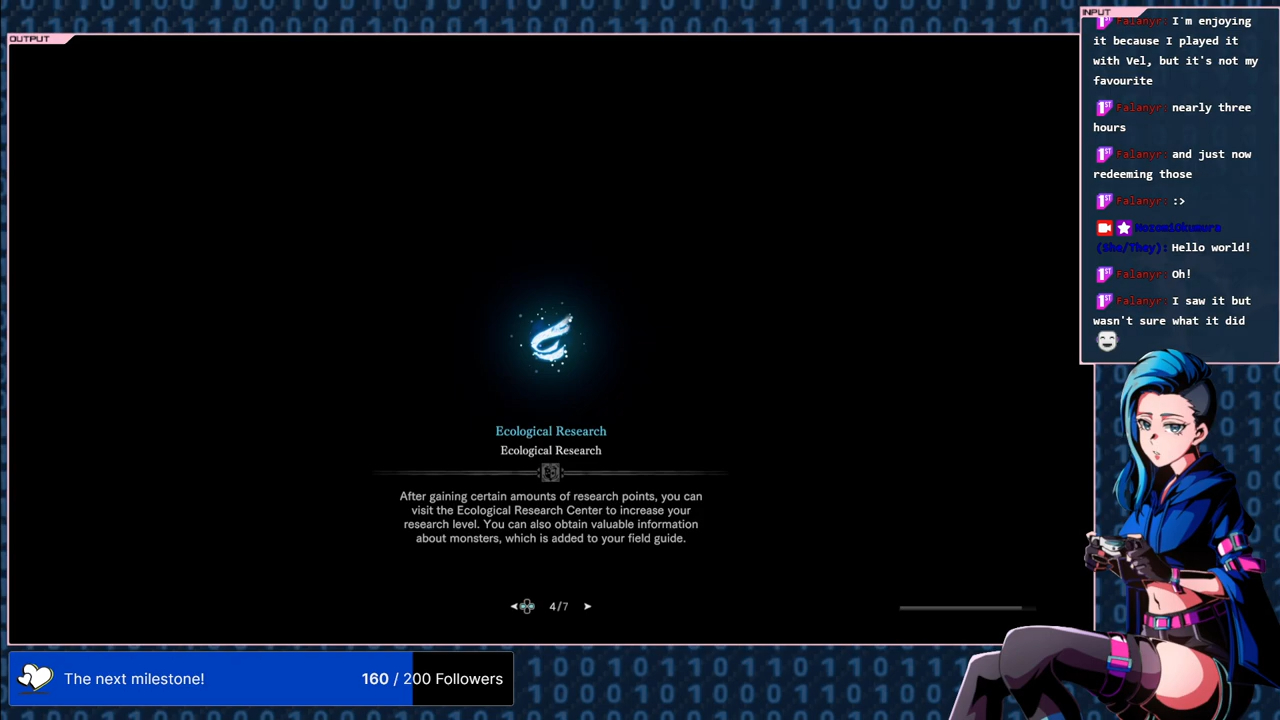 OUTPUT
INPUT
Falanyr: I'm enjoying
it because I played it
with Vel, but it's not my
favourite
Falanyr: nearly three
hours
Falanyr: and just now
redeeming those
Falanyr: :>
NozomiOkumura
(She/They): Hello world!
Falanyr: Oh!
Falanyr: I saw it but
wasn't sure what it did
Ecological Research
Ecological Research
After gaining certain amounts of research points, you can
visit the Ecological Research Center to increase your
research level. You can also obtain valuable information
about monsters, which is added to your field guide.
4/7
The next milestone!
160 / 200 Followers